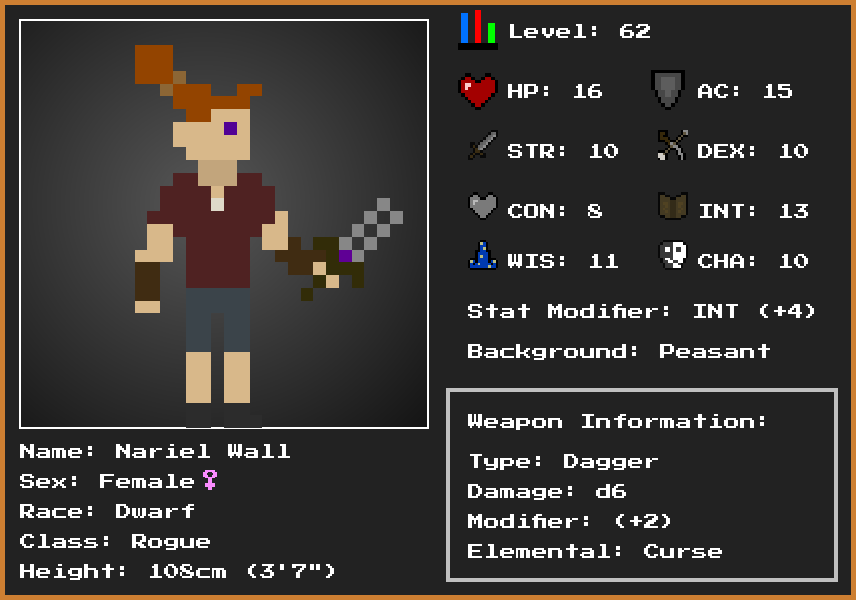 Level: 62
HP: 16 AC: 15
STR: 10 DEX: 10
CON: 8 INT: 13
WIS: 11 CHA: 10
Stat Modifier: INT (+4)
Background: Peasant
Weapon Information:
Type: Dagger
Damage: d6
Modifier: (+2)
Elemental: Curse
Name: Nariel Wall
Sex: Female♀
Race: Dwarf
Class: Rogue
Height: 108cm (3'7")